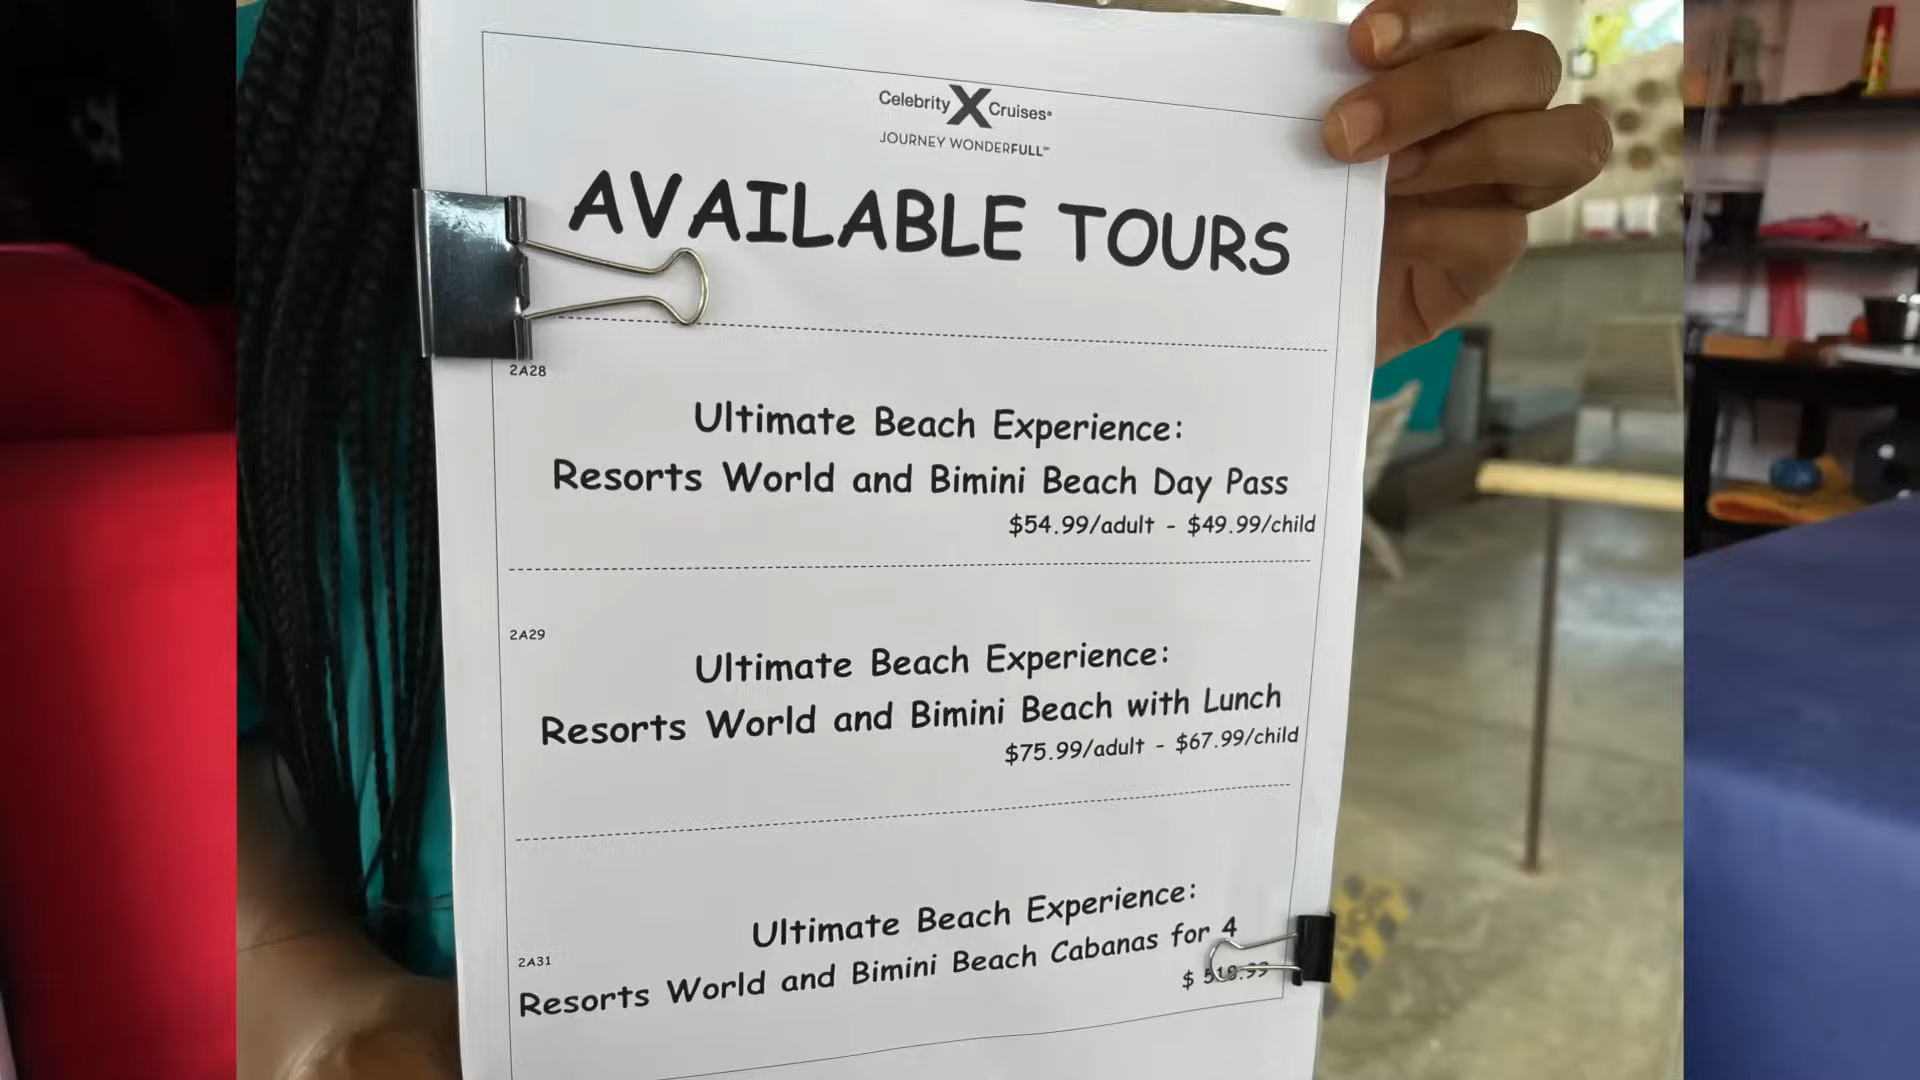 Celebrity X Cruises®
JOURNEY WONDERFULL℠
AVAILABLE TOURS
2A28
Ultimate Beach Experience:
Resorts World and Bimini Beach Day Pass
$54.99/adult - $49.99/child
2A29
Ultimate Beach Experience:
Resorts World and Bimini Beach with Lunch
$75.99/adult - $67.99/child
Ultimate Beach Experience:
2A31
Resorts World and Bimini Beach Cabanas for 4
$